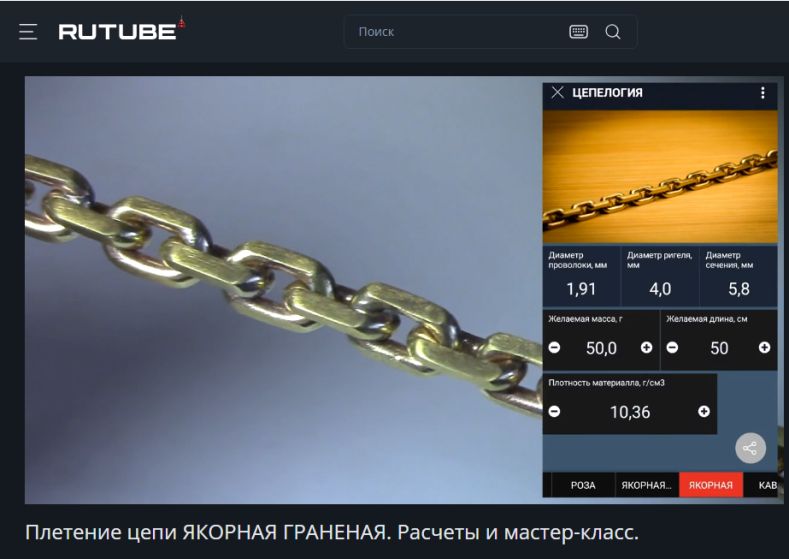 RUTUBE
Поиск
ЦЕПЕЛОГИЯ
Диаметр проволоки, мм
Диаметр ригеля, мм
Диаметр сечения, мм
1,91
4,0
5,8
Желаемая масса, г
Желаемая длина, см
50,0
50
Плотность материалла, г/см3
10,36
РОЗА
ЯКОРНАЯ...
ЯКОРНАЯ
КАВ
Плетение цепи ЯКОРНАЯ ГРАНЕНАЯ. Расчеты и мастер-класс.